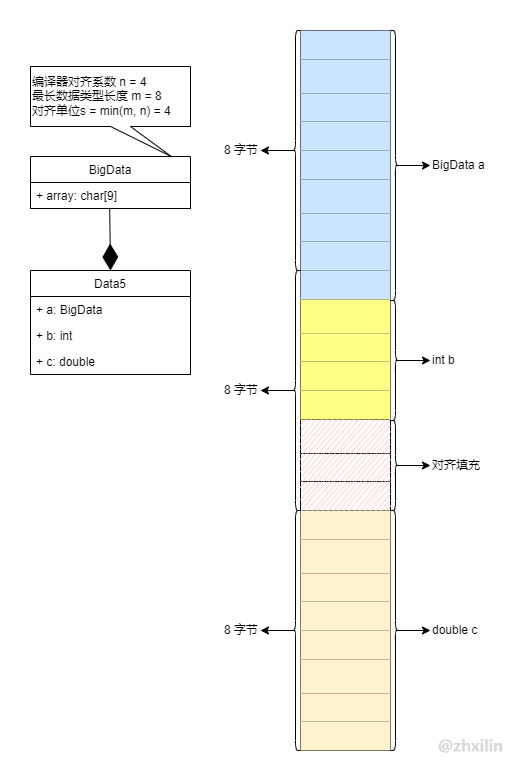 编译器对齐系数 n = 4
最长数据类型长度 m = 8
对齐单位s = min(m, n) = 4
BigData
+ array: char[9]
Data5
+ a: BigData
+ b: int
+ c: double
8 字节
BigData a
8 字节
int b
对齐填充
8 字节
double c
@zhxilin